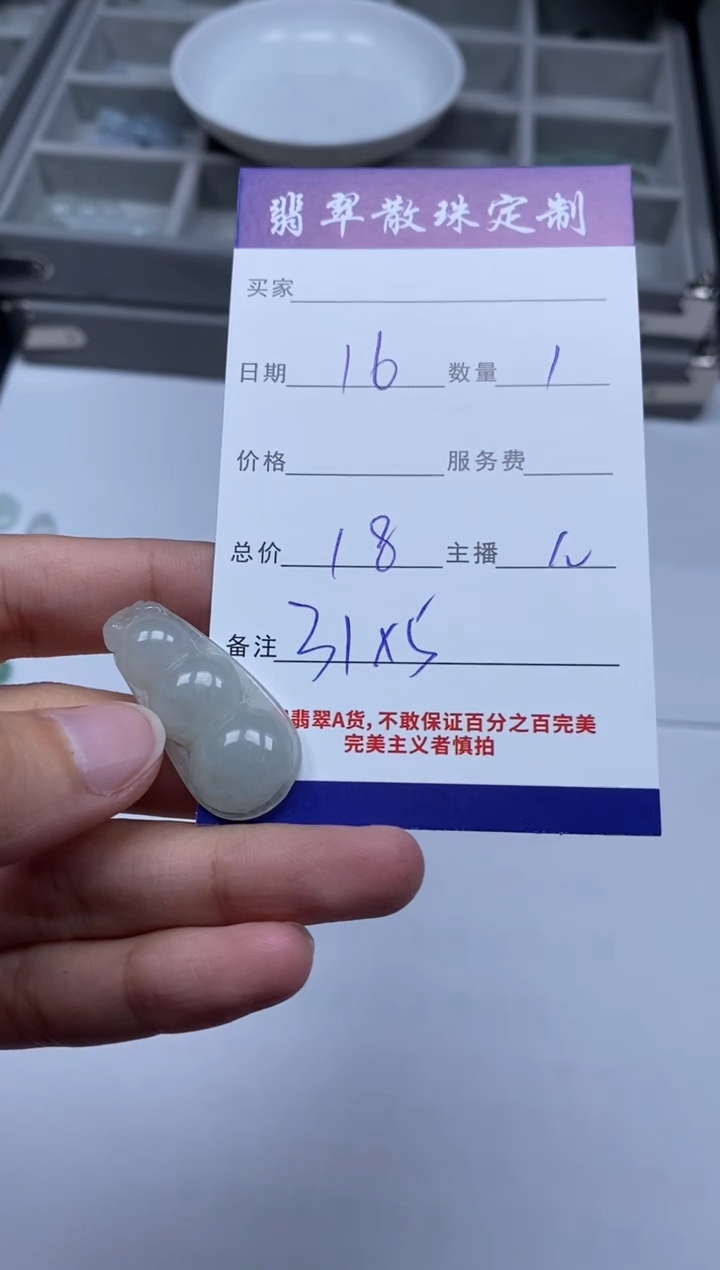 翡翠散珠定制
买家
日期 16 数量 1
价格 服务费
总价 18 主播
备注 31x5
翡翠A货,不敢保证百分之百完美
完美主义者慎拍